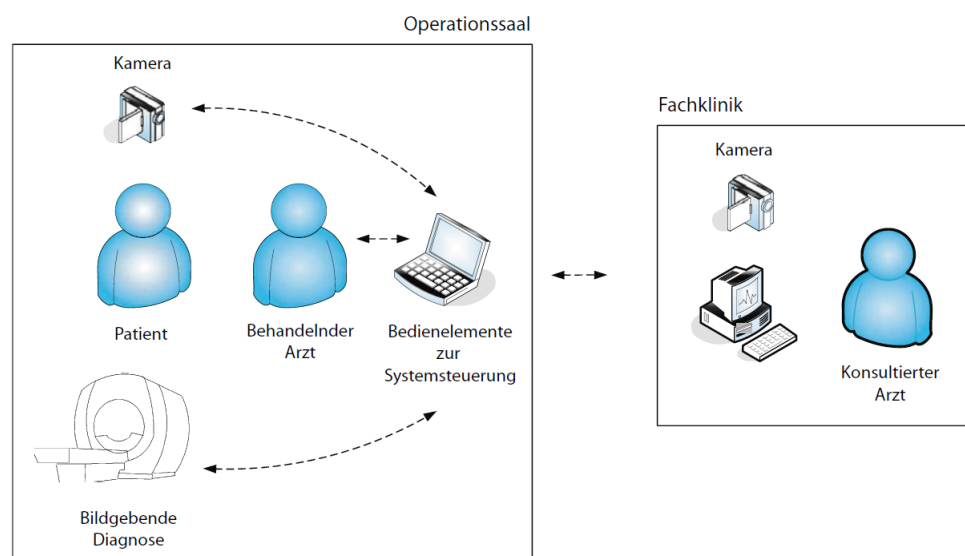 Operationssaal
Kamera
Patient
Behandelnder
Arzt
Bedienelemente
zur
Systemsteuerung
Bildgebende
Diagnose
Fachklinik
Kamera
Konsultierter
Arzt